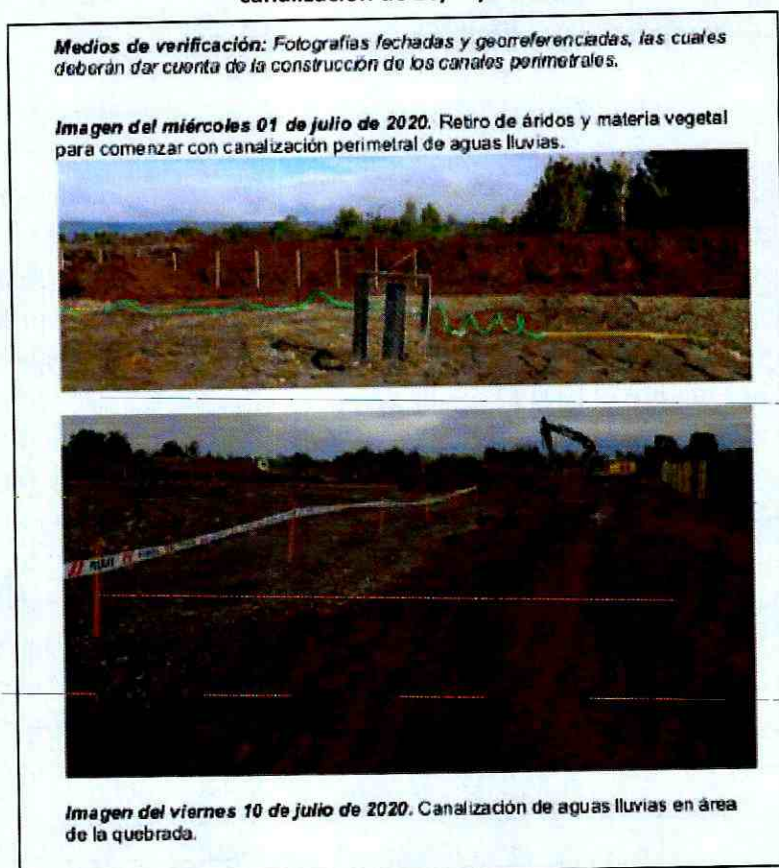 Medios de verificación: Fotografías fechadas y georreferenciadas, las cuales
deberán dar cuenta de la construcción de los canales perimetrales.
Imagen del miércoles 01 de julio de 2020. Retiro de áridos y materia vegetal
para comenzar con canalización perimetral de aguas lluvias.
Imagen del viernes 10 de julio de 2020. Canalización de aguas lluvias en área
de la quebrada.